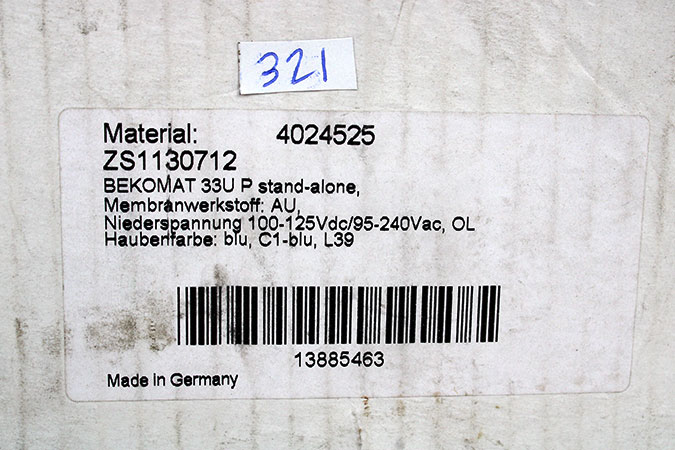 321
Material: 4024525
ZS1130712
BEKOMAT 33U P stand-alone,
Membranwerkstoff: AU,
Niederspannung 100-125Vdc/95-240Vac, OL
Haubenfarbe: blu, C1-blu, L39
13885463
Made in Germany